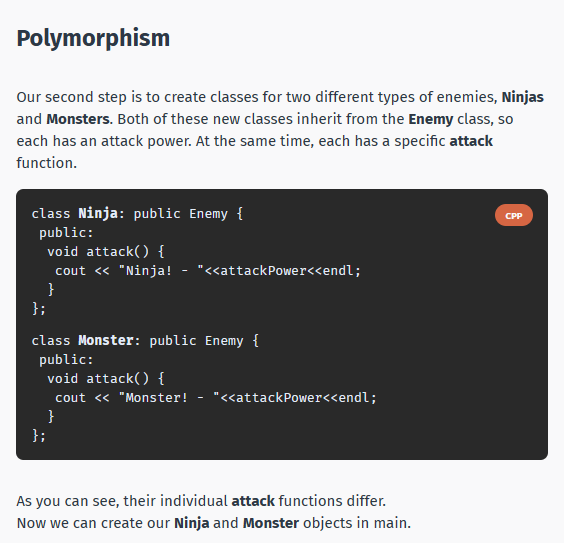 Polymorphism
Our second step is to create classes for two different types of enemies, Ninjas
and Monsters. Both of these new classes inherit from the Enemy class, so
each has an attack power. At the same time, each has a specific attack
function.
CPP
class Ninja: public Enemy {
 public:
  void attack() {
   cout << "Ninja! - "<<attackPower<<endl;
  }
};
class Monster: public Enemy {
 public:
  void attack() {
   cout << "Monster! - "<<attackPower<<endl;
  }
};
As you can see, their individual attack functions differ.
Now we can create our Ninja and Monster objects in main.